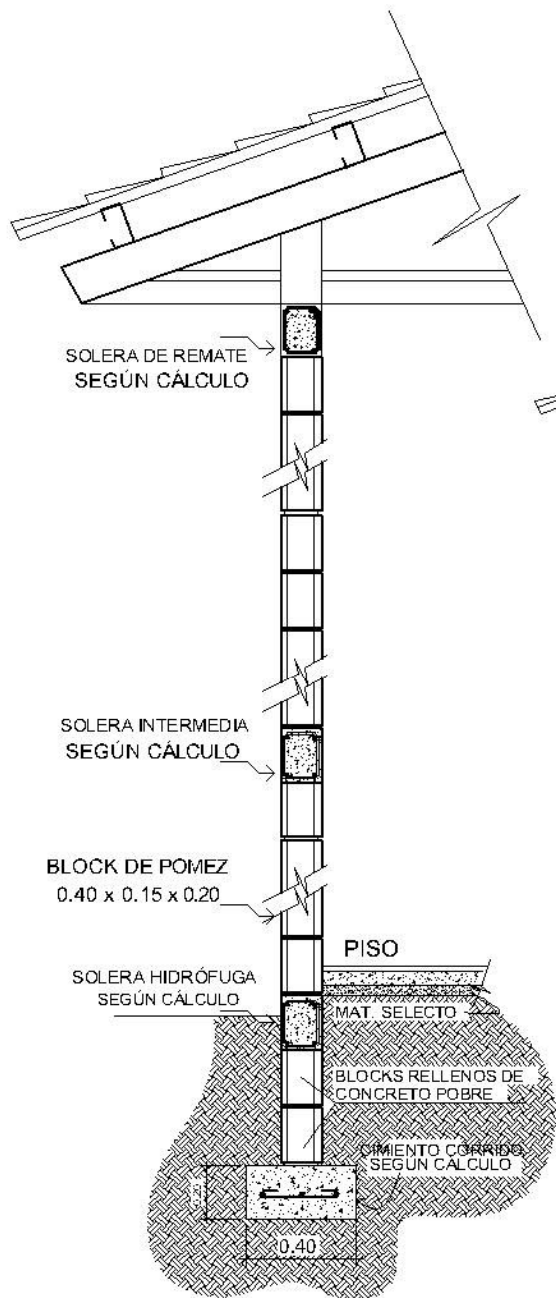 SOLERA DE REMATE
SEGÚN CÁLCULO
SOLERA INTERMEDIA
SEGÚN CÁLCULO
BLOCK DE POMEZ
0.40 x 0.15 x 0.20
PISO
SOLERA HIDRÓFUGA
SEGÚN CÁLCULO
MAT. SELECTO
BLOCKS RELLENOS DE
CONCRETO POBRE
CIMIENTO CORRIDO
SEGÚN CÁLCULO
0.40